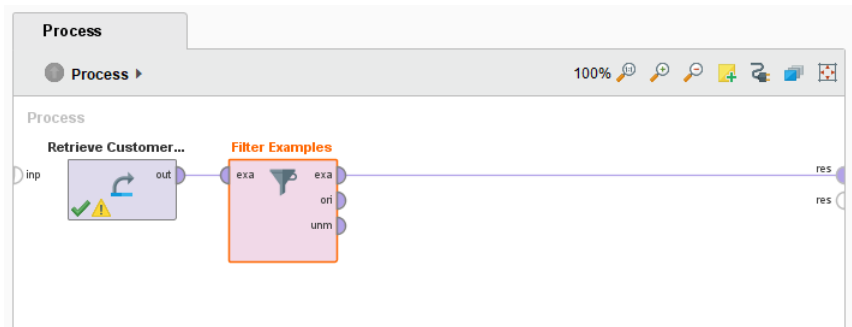 Process
Process
100%
Process
Retrieve Customer...
Filter Examples
inp
out
exa
exa
res
ori
res
unm